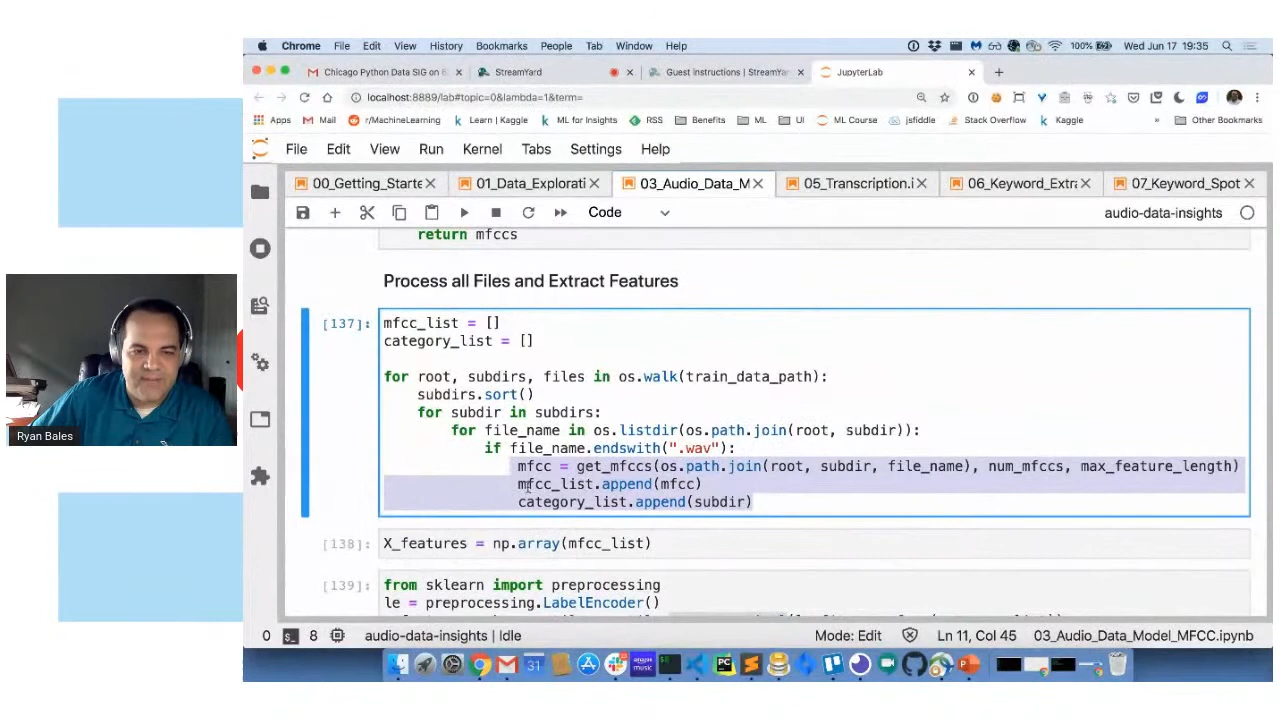 Chrome File Edit View History Bookmarks People Tab Window Help 100% Wed Jun 17 19:35
Chicago Python Data SIG on 6 StreamYard Guest Instructions | StreamYar JupyterLab
localhost:8889/lab#topic=0&lambda=1&term=
Apps Mail r/MachineLearning Learn | Kaggle ML for Insights RSS Benefits ML UI ML Course jsfiddle Stack Overflow Kaggle » Other Bookmarks
File Edit View Run Kernel Tabs Settings Help
00_Getting_Starte 01_Data_Explorati 03_Audio_Data_M 05_Transcription.i 06_Keyword_Extra 07_Keyword_Spot
Code audio-data-insights
return mfccs
Process all Files and Extract Features
[137]: mfcc_list = []
category_list = []
for root, subdirs, files in os.walk(train_data_path):
subdirs.sort()
for subdir in subdirs:
for file_name in os.listdir(os.path.join(root, subdir)):
if file_name.endswith(".wav"):
mfcc = get_mfccs(os.path.join(root, subdir, file_name), num_mfccs, max_feature_length)
mfcc_list.append(mfcc)
category_list.append(subdir)
[138]: X_features = np.array(mfcc_list)
[139]: from sklearn import preprocessing
le = preprocessing.LabelEncoder()
0 8 audio-data-insights | Idle Mode: Edit Ln 11, Col 45 03_Audio_Data_Model_MFCC.ipynb
Ryan Bales